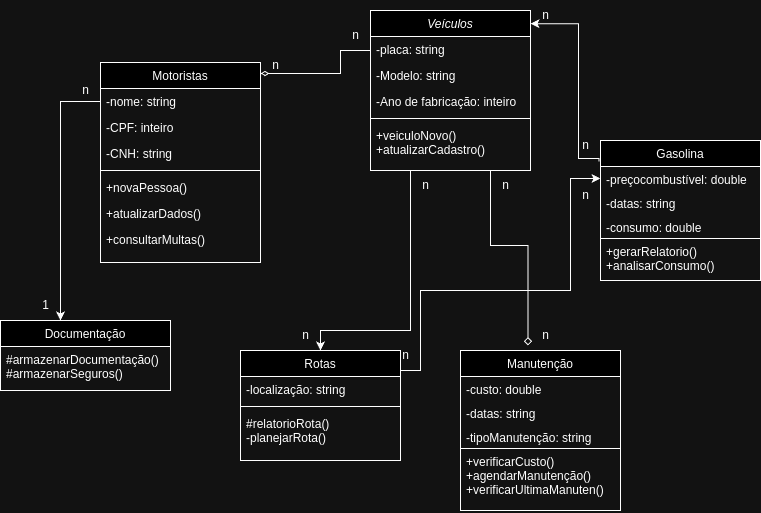 Veículos
-placa: string
-Modelo: string
-Ano de fabricação: inteiro
+veiculoNovo()
+atualizarCadastro()
n
n
n
n
Motoristas
-nome: string
-CPF: inteiro
-CNH: string
+novaPessoa()
+atualizarDados()
+consultarMultas()
n
n
Gasolina
-preçocombustível: double
-datas: string
-consumo: double
+gerarRelatorio()
+analisarConsumo()
n
n
1
Documentação
#armazenarDocumentação()
#armazenarSeguros()
n
n
Rotas
-localização: string
#relatorioRota()
-planejarRota()
n
Manutenção
-custo: double
-datas: string
-tipoManutenção: string
+verificarCusto()
+agendarManutenção()
+verificarUltimaManuten()